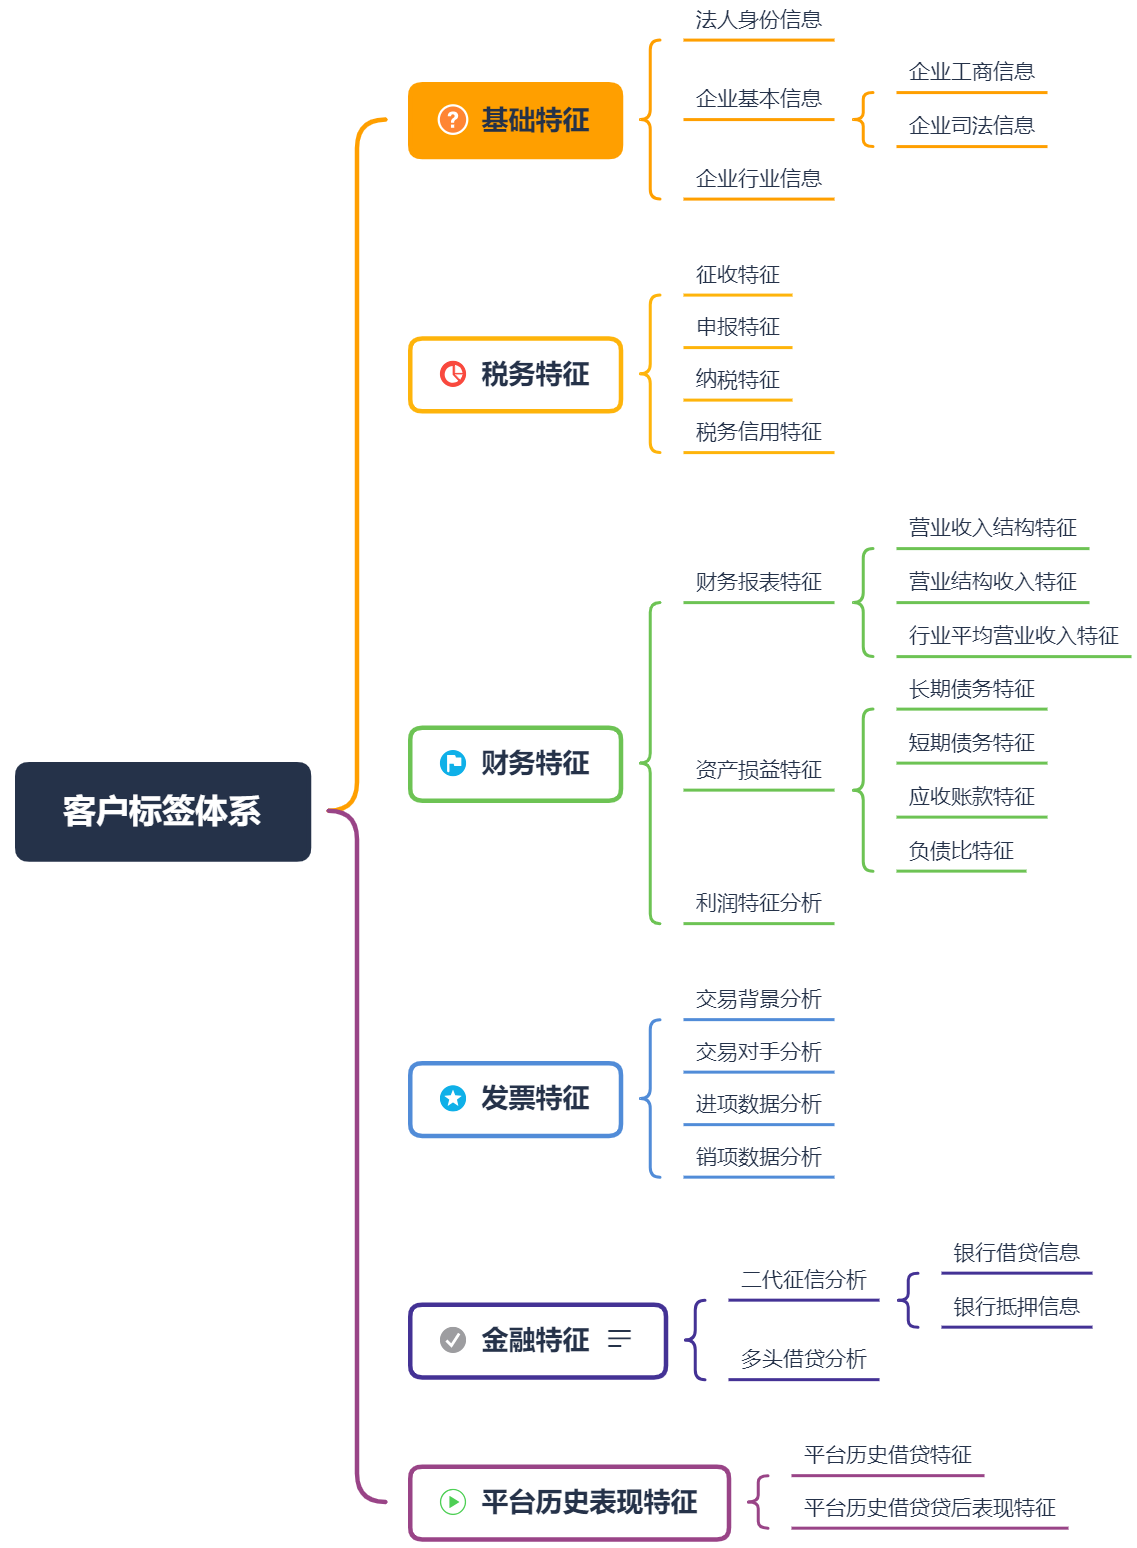 客户标签体系
基础特征
法人身份信息
企业基本信息
企业工商信息
企业司法信息
企业行业信息
税务特征
征收特征
申报特征
纳税特征
税务信用特征
财务特征
财务报表特征
营业收入结构特征
营业结构收入特征
行业平均营业收入特征
资产损益特征
长期债务特征
短期债务特征
应收账款特征
负债比特征
利润特征分析
发票特征
交易背景分析
交易对手分析
进项数据分析
销项数据分析
金融特征
二代征信分析
银行借贷信息
银行抵押信息
多头借贷分析
平台历史表现特征
平台历史借贷特征
平台历史借贷贷后表现特征